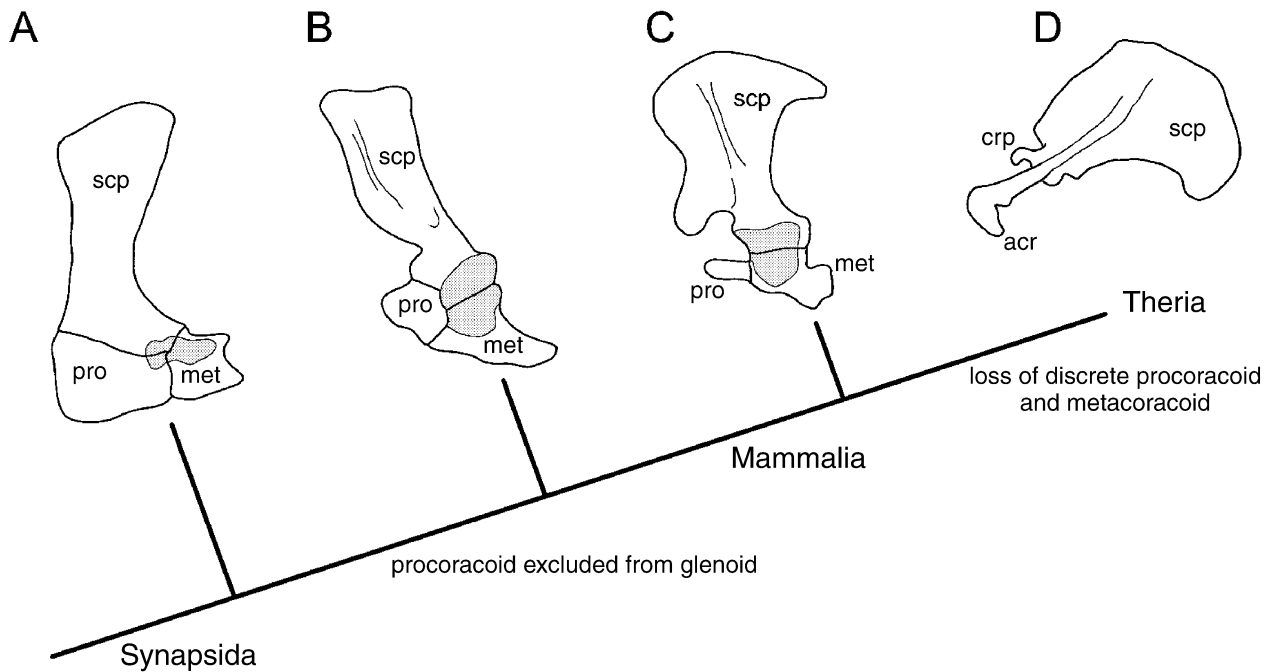 A
B
C
D
scp
pro
met
scp
pro
met
scp
pro
met
crp
scp
acr
Theria
loss of discrete procoracoid
and metacoracoid
Mammalia
procoracoid excluded from glenoid
Synapsida